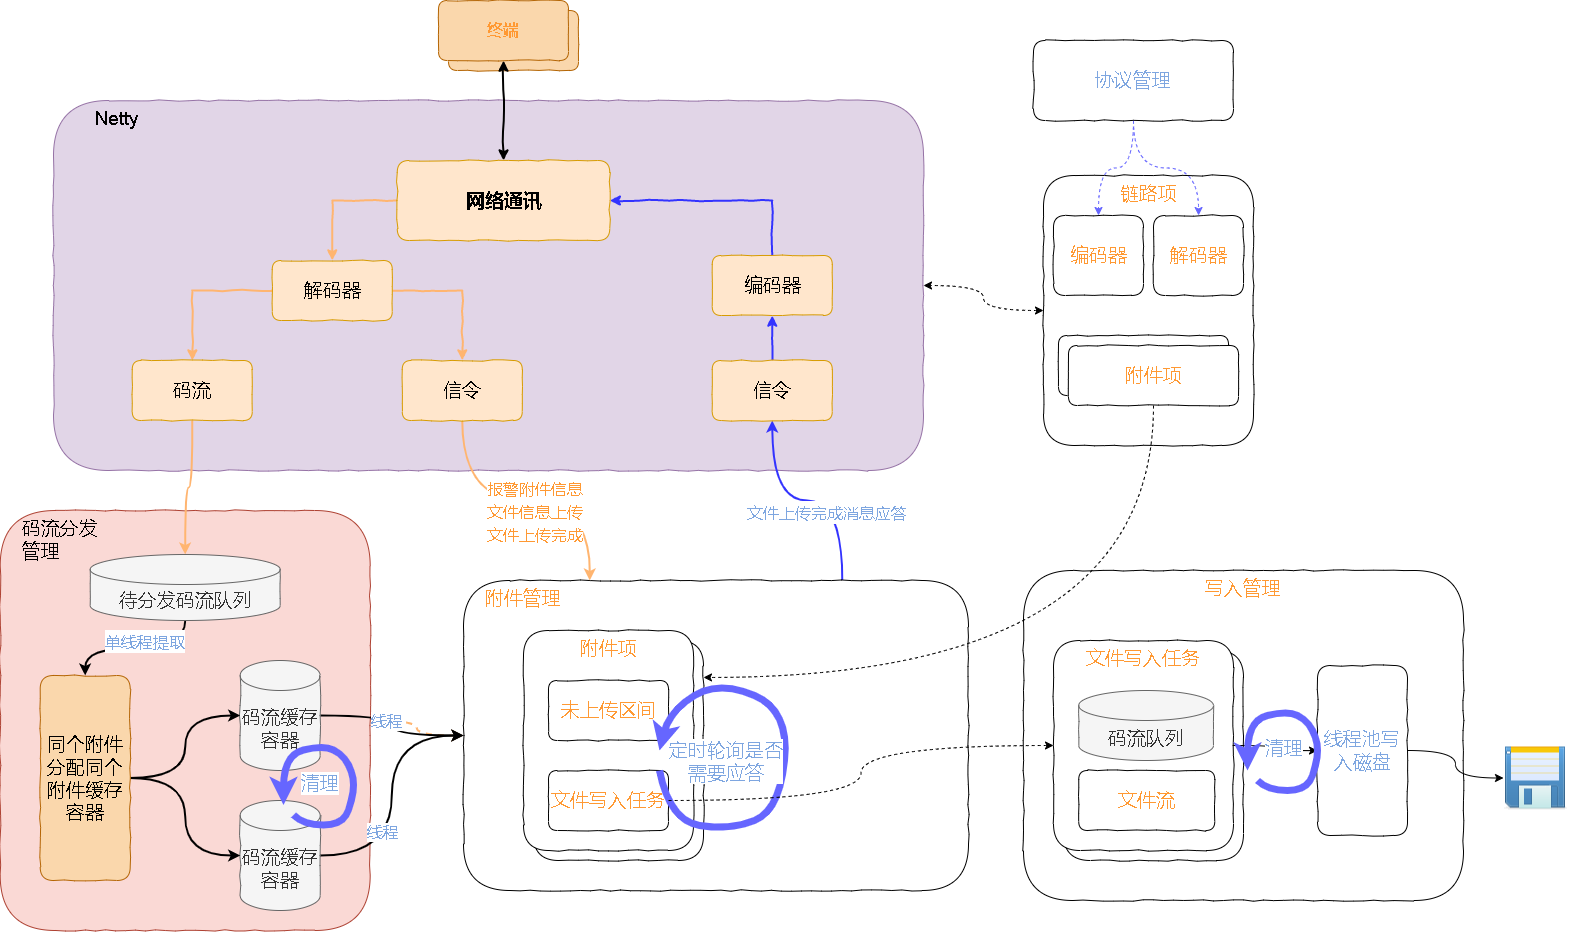 终端
协议管理
Netty
网络通讯
链路项
编码器
解码器
解码器
编码器
码流
信令
信令
附件项
报警附件信息
文件信息上传
文件上传完成
文件上传完成消息应答
码流分发
管理
待分发码流队列
单线程提取
同个附件
分配同个
附件缓存
容器
码流缓存
容器
清理
码流缓存
容器
线程
线程
附件管理
附件项
未上传区间
定时轮询是否
需要应答
文件写入任务
写入管理
文件写入任务
码流队列
文件流
清理
线程池写
入磁盘